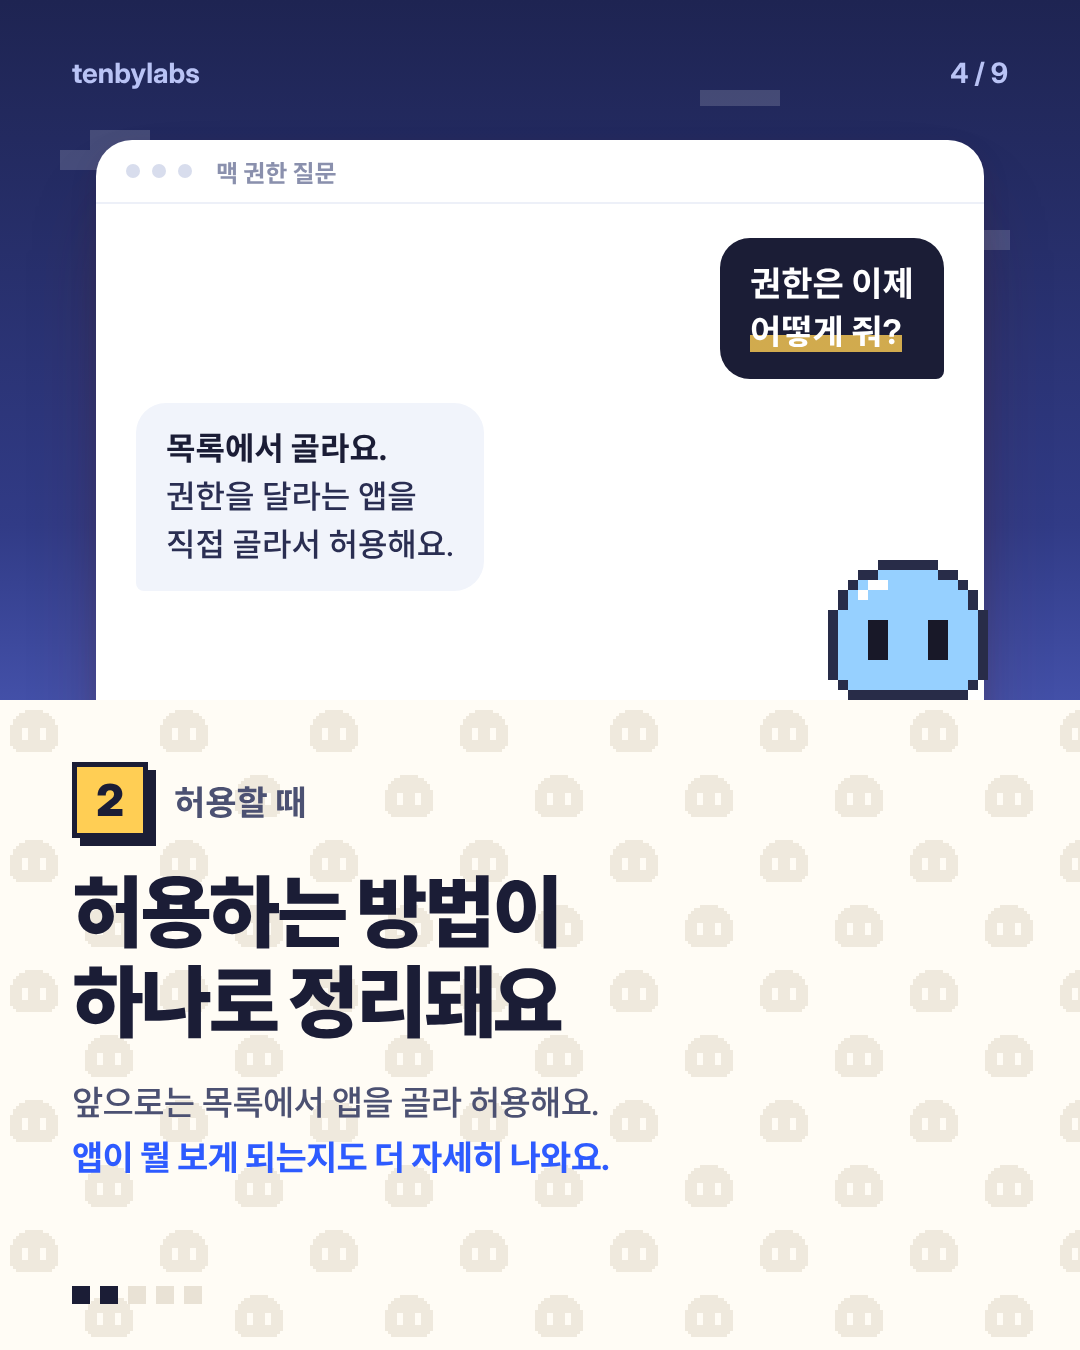 tenbylabs
4 / 9
맥 권한 질문
권한은 이제
어떻게 줘?
목록에서 골라요.
권한을 달라는 앱을
직접 골라서 허용해요.
2
허용할 때
허용하는 방법이
하나로 정리돼요
앞으로는 목록에서 앱을 골라 허용해요.
앱이 뭘 보게 되는지도 더 자세히 나와요.